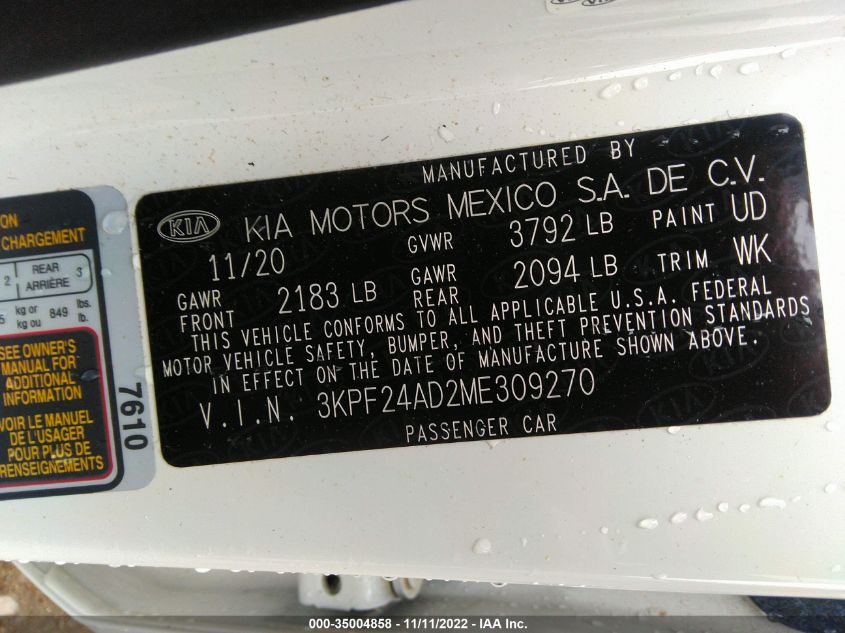 MANUFACTURED BY
KIA KIA MOTORS MEXICO S.A. DE C.V.
11/20 GVWR 3792 LB PAINT UD
GAWR FRONT 2183 LB GAWR REAR 2094 LB TRIM WK
THIS VEHICLE CONFORMS TO ALL APPLICABLE U.S.A. FEDERAL
MOTOR VEHICLE SAFETY, BUMPER, AND THEFT PREVENTION STANDARDS
IN EFFECT ON THE DATE OF MANUFACTURE SHOWN ABOVE.
V.I.N. 3KPF24AD2ME309270
PASSENGER CAR
CHARGEMENT
2 REAR ARRIÈRE 3
5 kg or kg ou 849 lbs. lb.
SEE OWNER'S
MANUAL FOR
ADDITIONAL
INFORMATION
VOIR LE MANUEL
DE L'USAGER
POUR PLUS DE
RENSEIGNEMENTS
7610
000-35004858 - 11/11/2022 - IAA Inc.